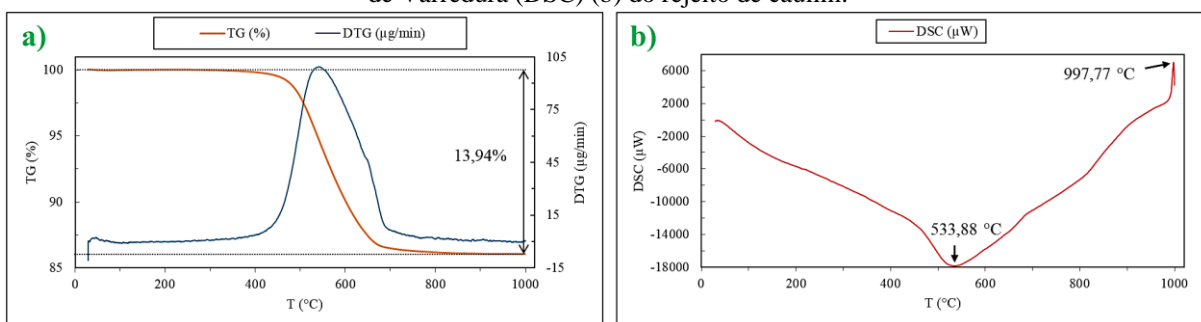 de Varredura (DSC) (b) do rejeito de caulim.
a)
TG (%) DTG (µg/min)
100
95
90
85
TG (%)
105
75
45
15
-15
DTG (µg/min)
13,94%
0 200 400 600 800 1000
T (°C)
b)
DSC (µW)
6000
2000
-2000
-6000
-10000
-14000
-18000
DSC (µW)
997,77 °C
533,88 °C
0 200 400 600 800 1000
T (°C)